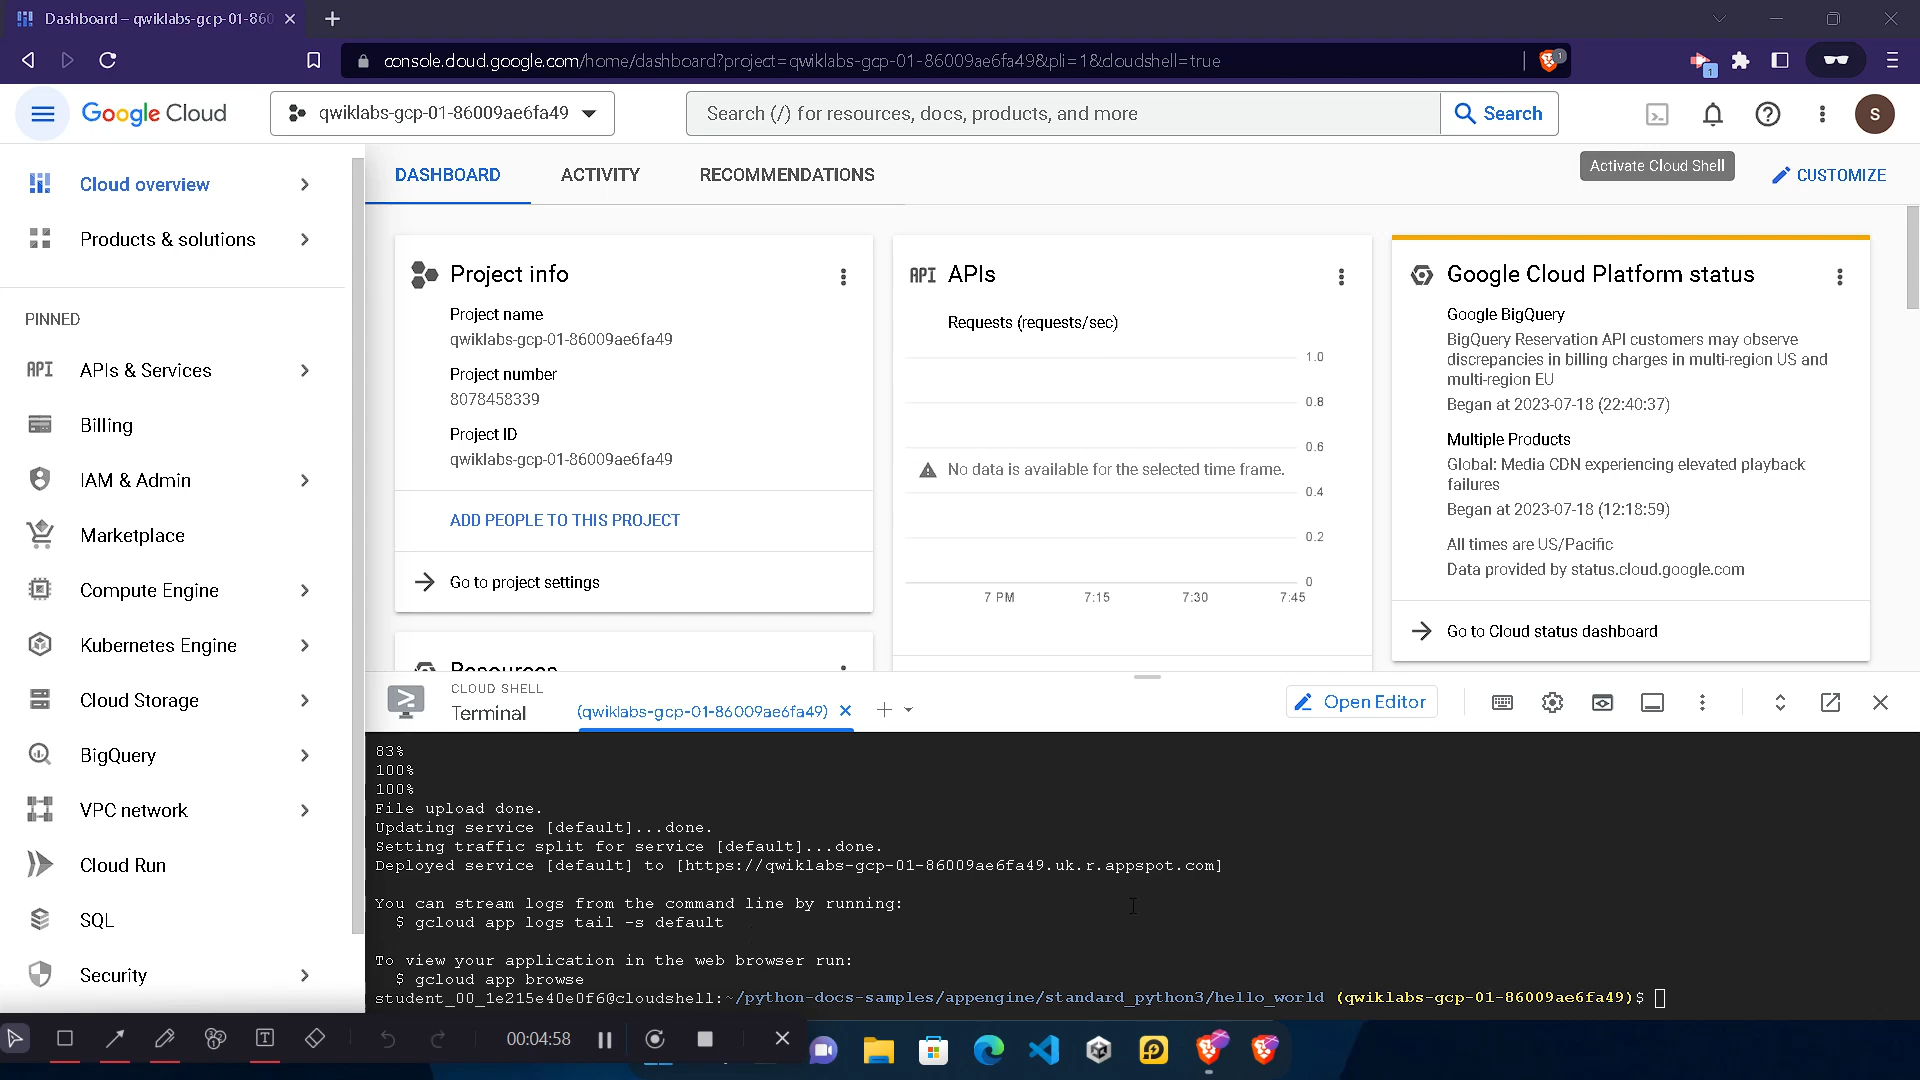 Dashboard – qwiklabs-gcp-01-860
console.cloud.google.com/home/dashboard?project=qwiklabs-gcp-01-86009ae6fa49&pli=1&cloudshell=true
1
1
Google Cloud
qwiklabs-gcp-01-86009ae6fa49
Search (/) for resources, docs, products, and more
Search
S
Cloud overview
Products & solutions
PINNED
API APIs & Services
Billing
IAM & Admin
Marketplace
Compute Engine
Kubernetes Engine
Cloud Storage
BigQuery
VPC network
Cloud Run
SQL
Security
DASHBOARD
ACTIVITY
RECOMMENDATIONS
Activate Cloud Shell
CUSTOMIZE
Project info
Project name
qwiklabs-gcp-01-86009ae6fa49
Project number
8078458339
Project ID
qwiklabs-gcp-01-86009ae6fa49
ADD PEOPLE TO THIS PROJECT
Go to project settings
Resources
API APIs
Requests (requests/sec)
1.0
0.8
0.6
No data is available for the selected time frame.
0.4
0.2
0
7 PM
7:15
7:30
7:45
Google Cloud Platform status
Google BigQuery
BigQuery Reservation API customers may observe
discrepancies in billing charges in multi-region US and
multi-region EU
Began at 2023-07-18 (22:40:37)
Multiple Products
Global: Media CDN experiencing elevated playback
failures
Began at 2023-07-18 (12:18:59)
All times are US/Pacific
Data provided by status.cloud.google.com
Go to Cloud status dashboard
CLOUD SHELL
Terminal
(qwiklabs-gcp-01-86009ae6fa49)
Open Editor
83%
100%
100%
File upload done.
Updating service [default]...done.
Setting traffic split for service [default]...done.
Deployed service [default] to [https://qwiklabs-gcp-01-86009ae6fa49.uk.r.appspot.com]
You can stream logs from the command line by running:
$ gcloud app logs tail -s default
To view your application in the web browser run:
$ gcloud app browse
student_00_1e215e40e0f6@cloudshell:~/python-docs-samples/appengine/standard_python3/hello_world (qwiklabs-gcp-01-86009ae6fa49)$
00:04:58